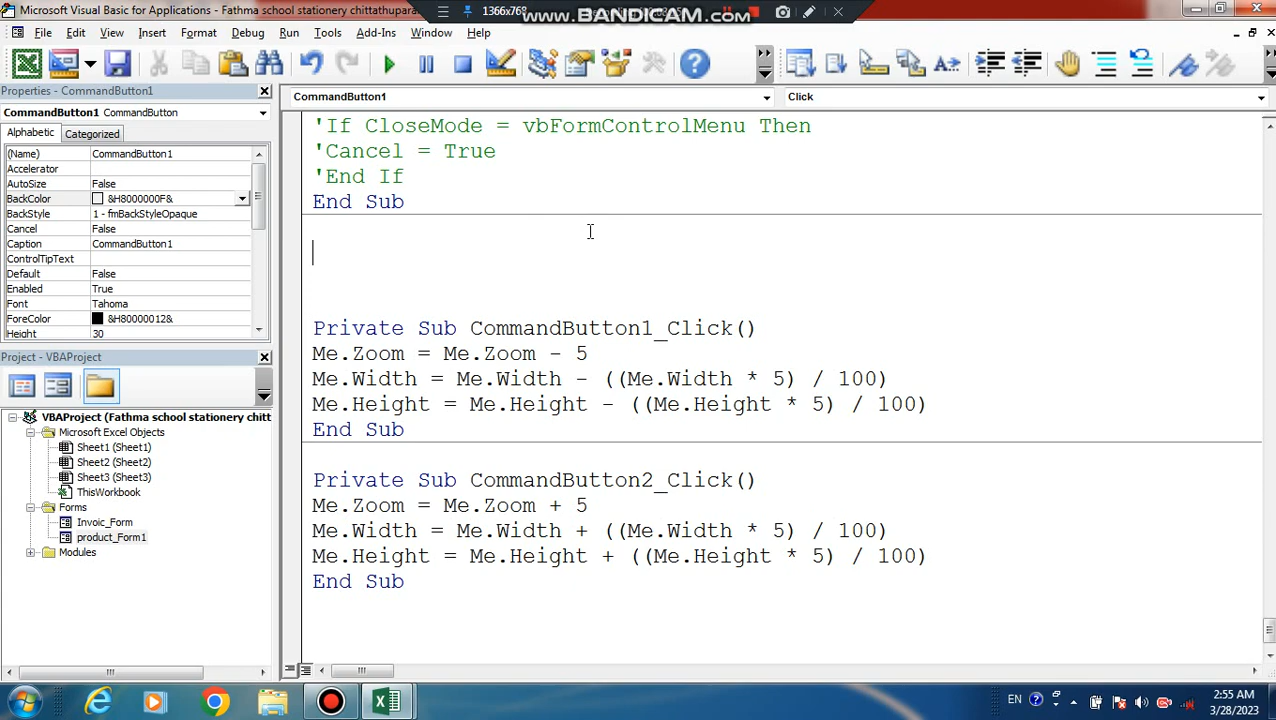 Microsoft Visual Basic for Applications - Fathma school stationery chittathupara
1366x768
www.BANDICAM.com
File Edit View Insert Format Debug Run Tools Add-Ins Window Help
Properties - CommandButton1
CommandButton1 CommandButton
Alphabetic Categorized
(Name) CommandButton1
Accelerator
AutoSize False
BackColor &H8000000F&
BackStyle 1 - fmBackStyleOpaque
Cancel False
Caption CommandButton1
ControlTipText
Default False
Enabled True
Font Tahoma
ForeColor &H80000012&
Height 30
Project - VBAProject
VBAProject (Fathma school stationery chitt
Microsoft Excel Objects
Sheet1 (Sheet1)
Sheet2 (Sheet2)
Sheet3 (Sheet3)
ThisWorkbook
Forms
Invoic_Form
product_Form1
Modules
CommandButton1 Click
'If CloseMode = vbFormControlMenu Then
'Cancel = True
'End If
End Sub
Private Sub CommandButton1_Click()
Me.Zoom = Me.Zoom - 5
Me.Width = Me.Width - ((Me.Width * 5) / 100)
Me.Height = Me.Height - ((Me.Height * 5) / 100)
End Sub
Private Sub CommandButton2_Click()
Me.Zoom = Me.Zoom + 5
Me.Width = Me.Width + ((Me.Width * 5) / 100)
Me.Height = Me.Height + ((Me.Height * 5) / 100)
End Sub
EN
2:55 AM
3/28/2023